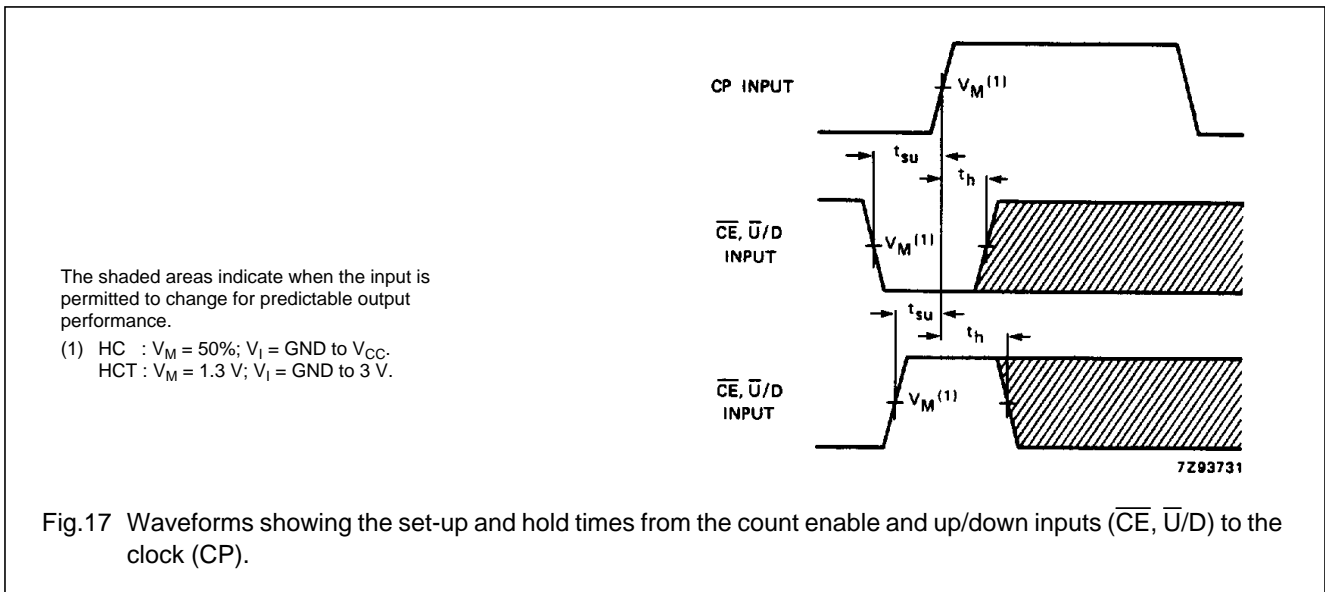 CP INPUT
V_M (1)
t_su
t_h
C̅E̅, U̅/D
INPUT
V_M (1)
t_su
t_h
C̅E̅, U̅/D
INPUT
V_M (1)
7Z93731
The shaded areas indicate when the input is
permitted to change for predictable output
performance.
(1) HC : V_M = 50%; V_I = GND to V_CC.
HCT : V_M = 1.3 V; V_I = GND to 3 V.
Fig.17 Waveforms showing the set-up and hold times from the count enable and up/down inputs (C̅E̅, U̅/D) to the
clock (CP).